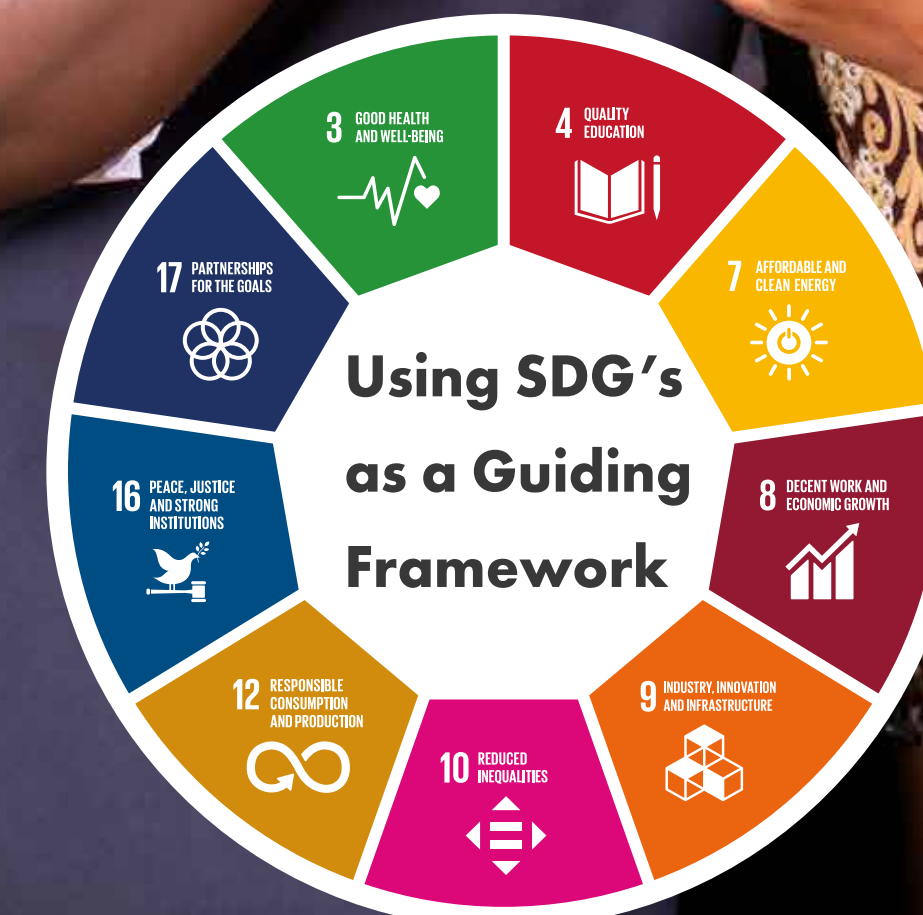 3 GOOD HEALTH
AND WELL-BEING
4 QUALITY
EDUCATION
7 AFFORDABLE AND
CLEAN ENERGY
8 DECENT WORK AND
ECONOMIC GROWTH
9 INDUSTRY, INNOVATION
AND INFRASTRUCTURE
10 REDUCED
INEQUALITIES
12 RESPONSIBLE
CONSUMPTION
AND PRODUCTION
16 PEACE, JUSTICE
AND STRONG
INSTITUTIONS
17 PARTNERSHIPS
FOR THE GOALS
Using SDG's
as a Guiding
Framework